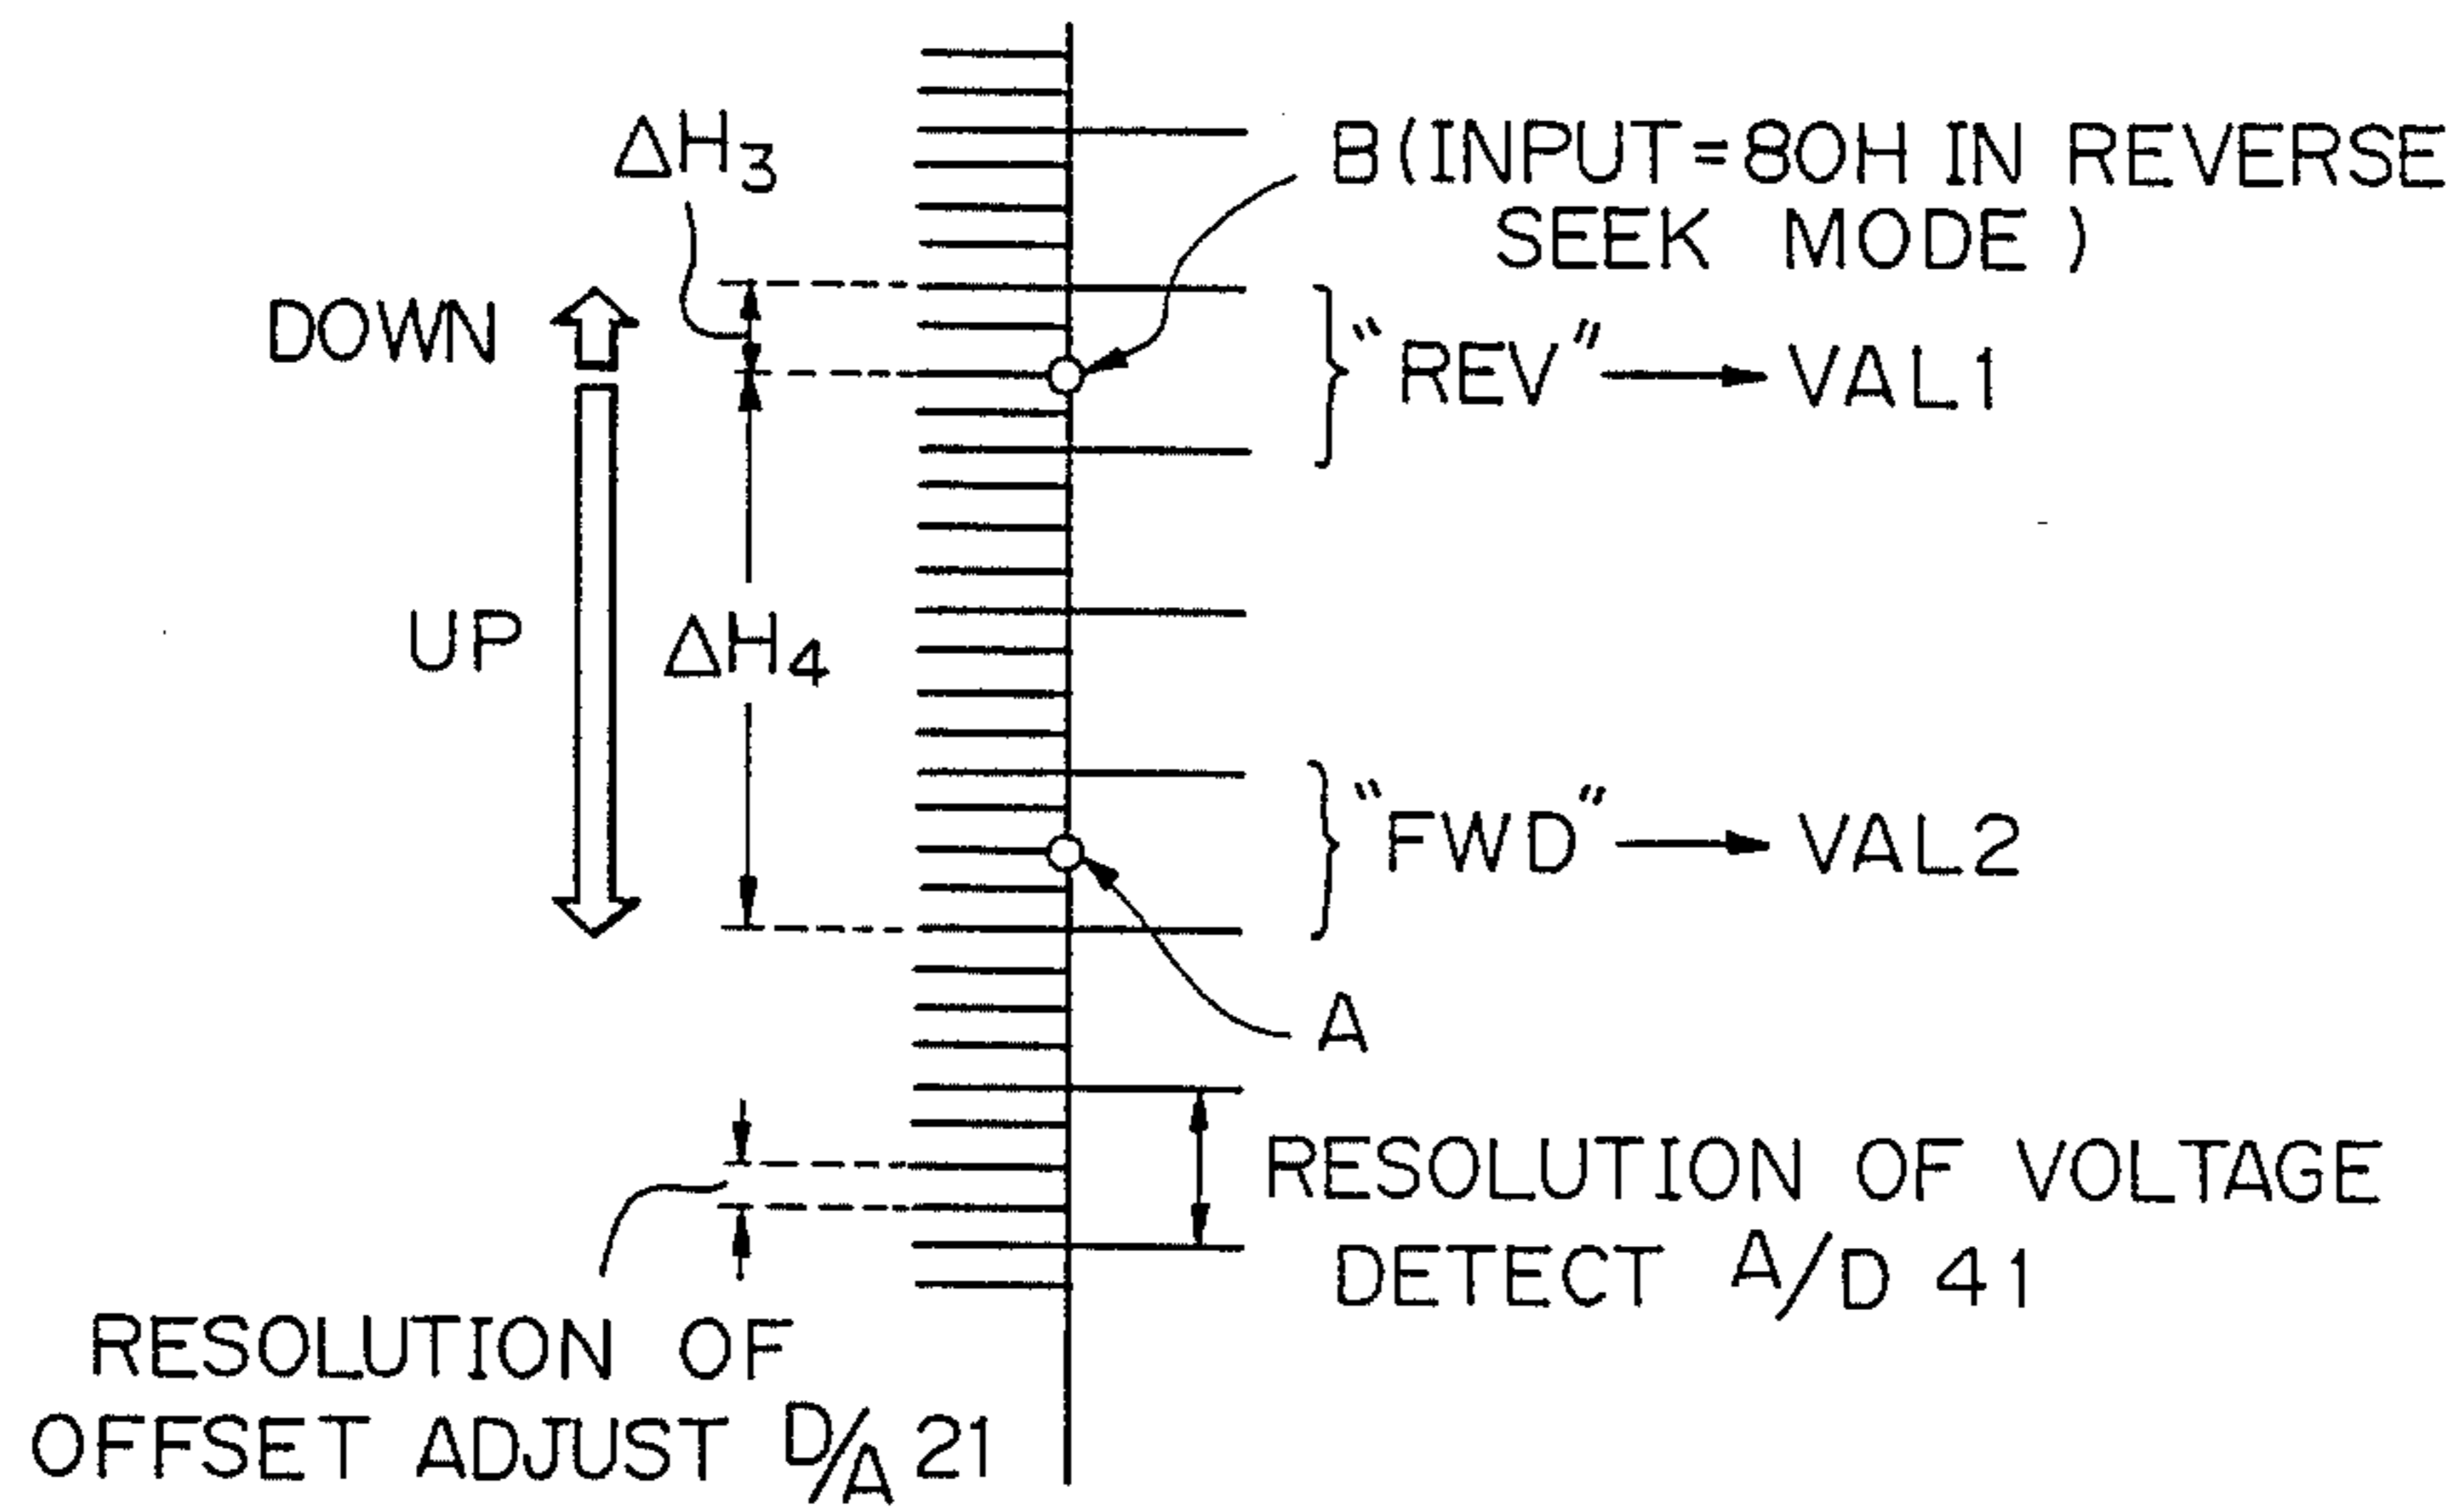 ΔH3
B(INPUT=80H IN REVERSE
SEEK MODE)
DOWN
"REV" → VAL1
UP
ΔH4
"FWD" → VAL2
A
RESOLUTION OF VOLTAGE
DETECT A/D 41
RESOLUTION OF
OFFSET ADJUST D/A 21